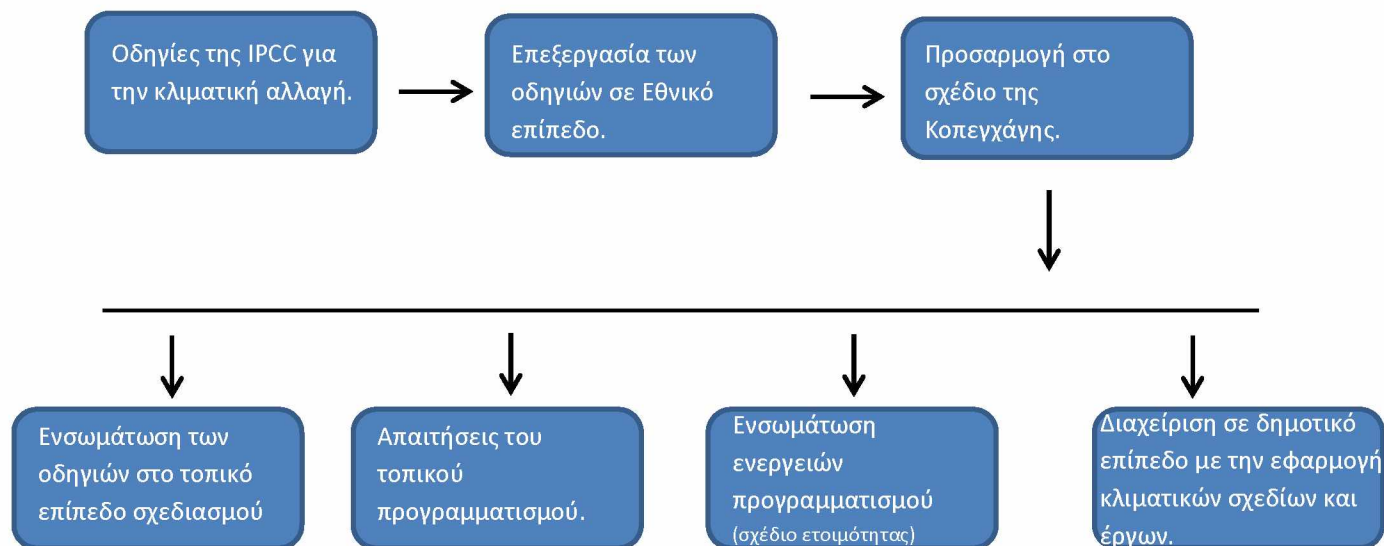 Οδηγίες της IPCC για
την κλιματική αλλαγή.
Επεξεργασία των
οδηγιών σε Εθνικό
επίπεδο.
Προσαρμογή στο
σχέδιο της
Κοπεγχάγης.
Ενσωμάτωση των
οδηγιών στο τοπικό
επίπεδο σχεδιασμού
Απαιτήσεις του
τοπικού
προγραμματισμού.
Ενσωμάτωση
ενεργειών
προγραμματισμού
(σχέδιο ετοιμότητας)
Διαχείριση σε δημοτικό
επίπεδο με την εφαρμογή
κλιματικών σχεδίων και
έργων.